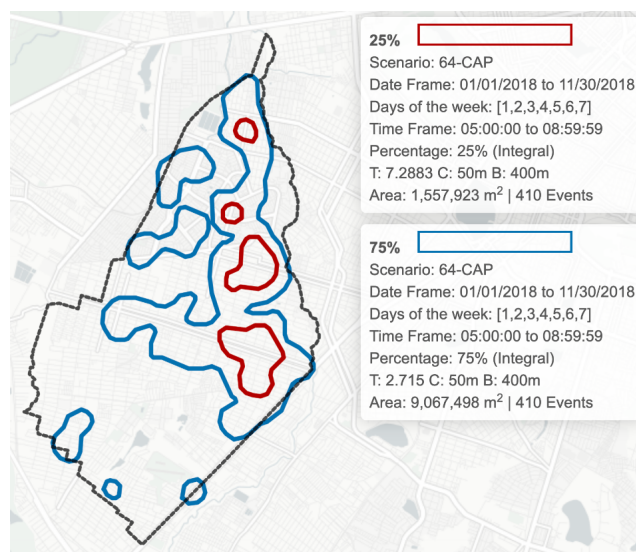 25%
Scenario: 64-CAP
Date Frame: 01/01/2018 to 11/30/2018
Days of the week: [1,2,3,4,5,6,7]
Time Frame: 05:00:00 to 08:59:59
Percentage: 25% (Integral)
T: 7.2883 C: 50m B: 400m
Area: 1,557,923 m² | 410 Events
75%
Scenario: 64-CAP
Date Frame: 01/01/2018 to 11/30/2018
Days of the week: [1,2,3,4,5,6,7]
Time Frame: 05:00:00 to 08:59:59
Percentage: 75% (Integral)
T: 2.715 C: 50m B: 400m
Area: 9,067,498 m² | 410 Events